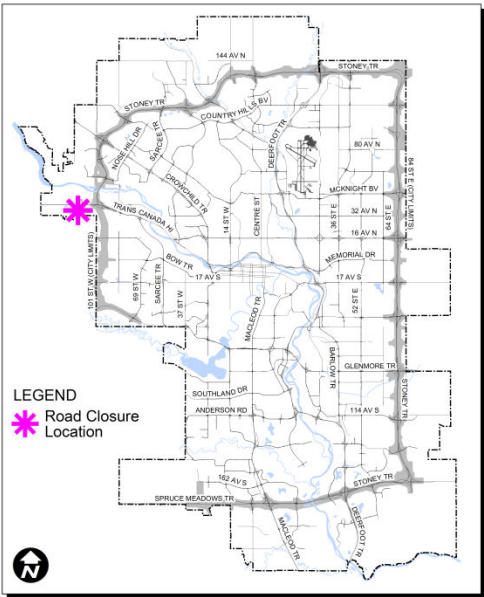 144 AV N
STONEY TR
STONEY TR
COUNTRY HILLS BV
NOSE HILL DR
SARCEE TR
DEERFOOT TR
80 AV N
84 ST E (CITY LIMITS)
CROWCHILD TR
MCKNIGHT BV
14 ST W
CENTRE ST
36 ST E
32 AV N
64 ST E
TRANS CANADA HI
16 AV N
101 ST W (CITY LIMITS)
BOW TR
MEMORIAL DR
17 AV S
17 AV S
69 ST W
SARCEE TR
37 ST W
MACLEOD TR
52 ST E
BARLOW TR
GLENMORE TR
LEGEND
Road Closure
Location
SOUTHLAND DR
ANDERSON RD
114 AV S
STONEY TR
162 AV S
STONEY TR
SPRUCE MEADOWS TR
MACLEOD TR
DEERFOOT TR
N